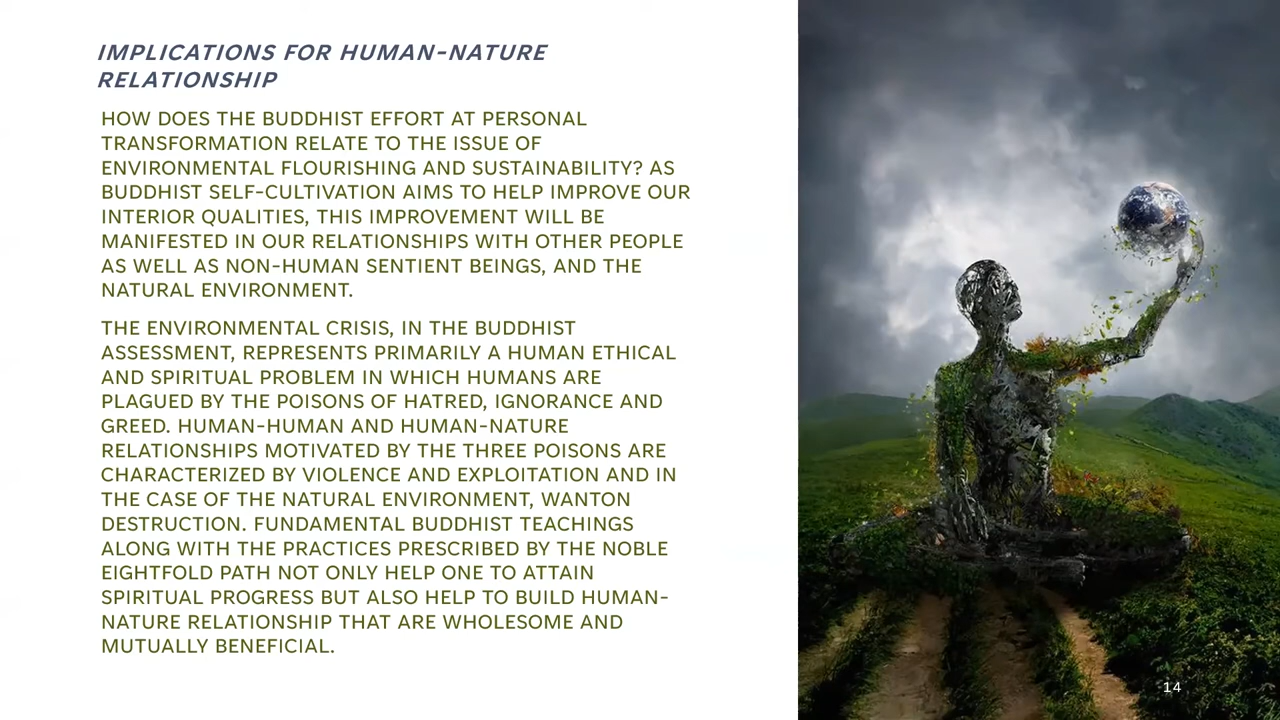 IMPLICATIONS FOR HUMAN-NATURE
RELATIONSHIP
HOW DOES THE BUDDHIST EFFORT AT PERSONAL
TRANSFORMATION RELATE TO THE ISSUE OF
ENVIRONMENTAL FLOURISHING AND SUSTAINABILITY? AS
BUDDHIST SELF-CULTIVATION AIMS TO HELP IMPROVE OUR
INTERIOR QUALITIES, THIS IMPROVEMENT WILL BE
MANIFESTED IN OUR RELATIONSHIPS WITH OTHER PEOPLE
AS WELL AS NON-HUMAN SENTIENT BEINGS, AND THE
NATURAL ENVIRONMENT.
THE ENVIRONMENTAL CRISIS, IN THE BUDDHIST
ASSESSMENT, REPRESENTS PRIMARILY A HUMAN ETHICAL
AND SPIRITUAL PROBLEM IN WHICH HUMANS ARE
PLAGUED BY THE POISONS OF HATRED, IGNORANCE AND
GREED. HUMAN-HUMAN AND HUMAN-NATURE
RELATIONSHIPS MOTIVATED BY THE THREE POISONS ARE
CHARACTERIZED BY VIOLENCE AND EXPLOITATION AND IN
THE CASE OF THE NATURAL ENVIRONMENT, WANTON
DESTRUCTION. FUNDAMENTAL BUDDHIST TEACHINGS
ALONG WITH THE PRACTICES PRESCRIBED BY THE NOBLE
EIGHTFOLD PATH NOT ONLY HELP ONE TO ATTAIN
SPIRITUAL PROGRESS BUT ALSO HELP TO BUILD HUMAN-
NATURE RELATIONSHIP THAT ARE WHOLESOME AND
MUTUALLY BENEFICIAL.
14